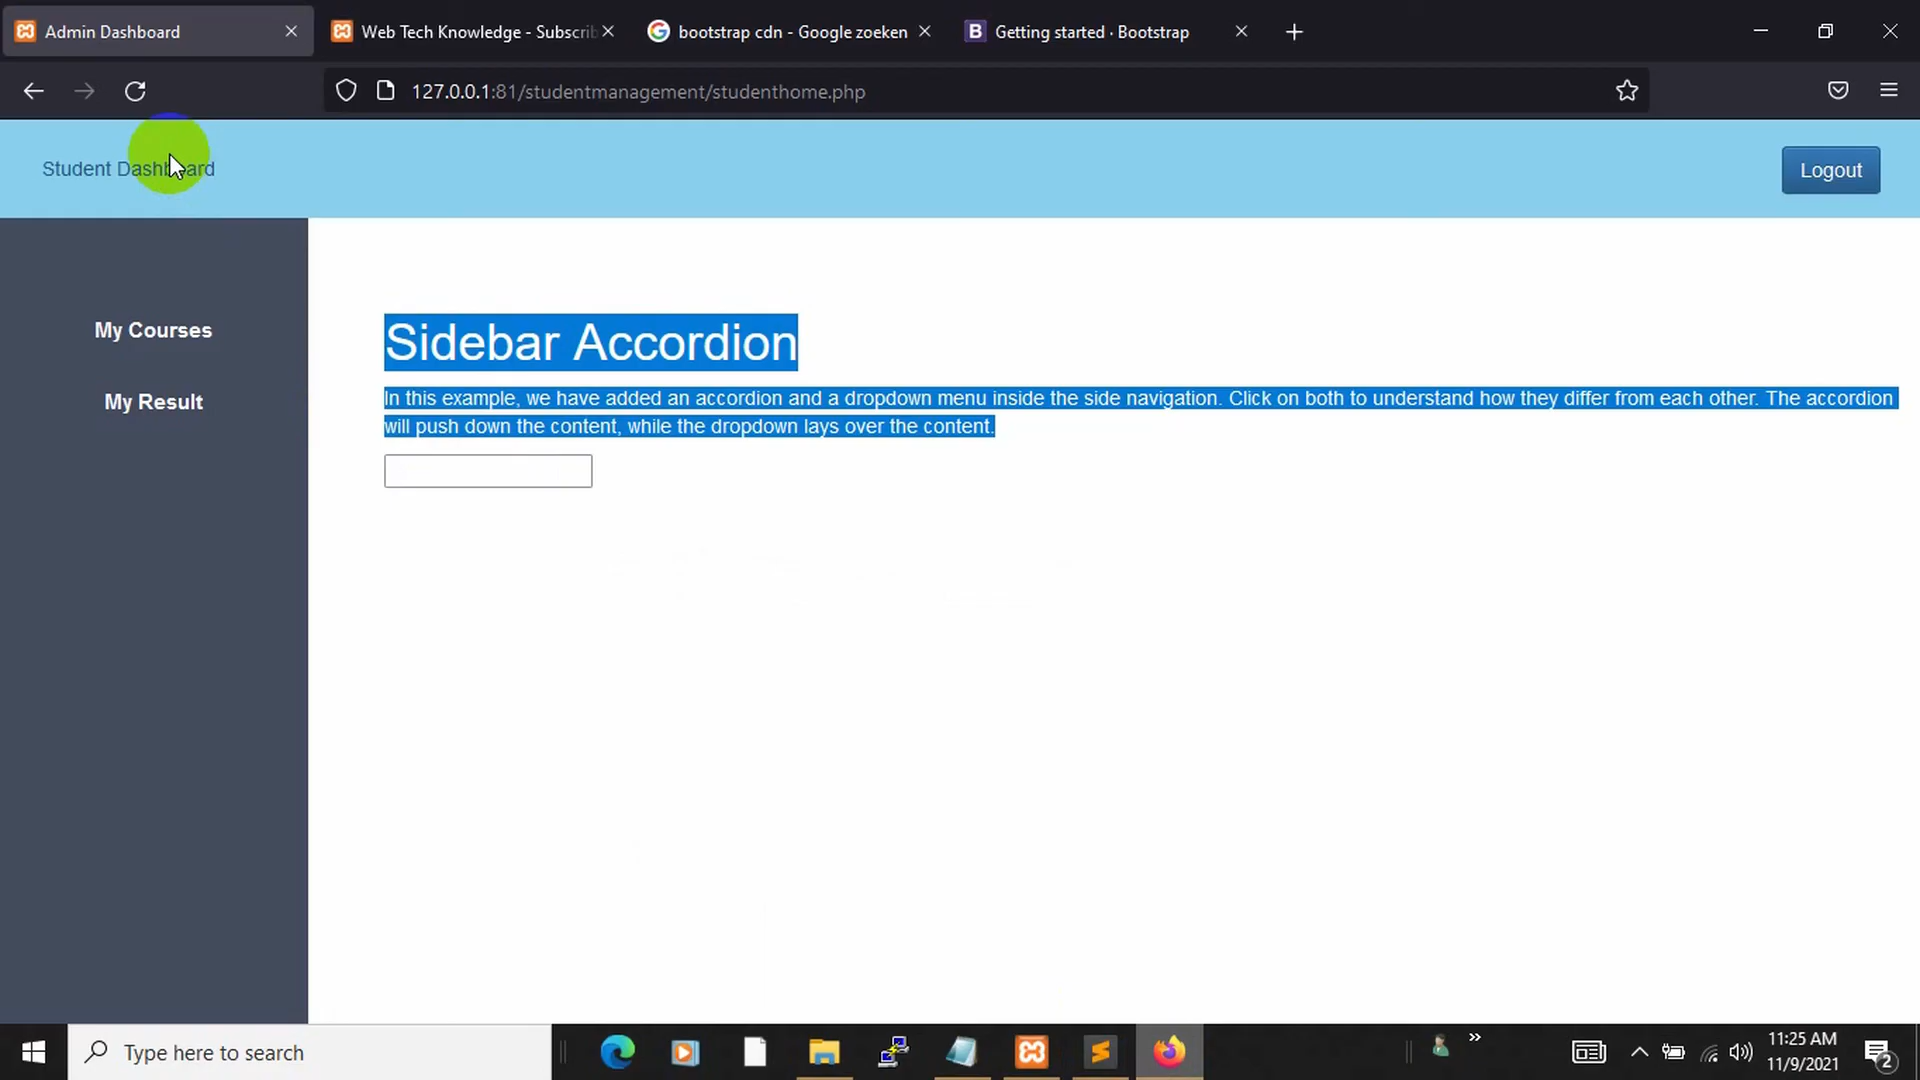 Admin Dashboard
Web Tech Knowledge - Subscrib
bootstrap cdn - Google zoeken
B Getting started · Bootstrap
127.0.0.1:81/studentmanagement/studenthome.php
Student Dashboard
Logout
My Courses
My Result
Sidebar Accordion
In this example, we have added an accordion and a dropdown menu inside the side navigation. Click on both to understand how they differ from each other. The accordion
will push down the content, while the dropdown lays over the content.
Type here to search
11:25 AM
11/9/2021
2